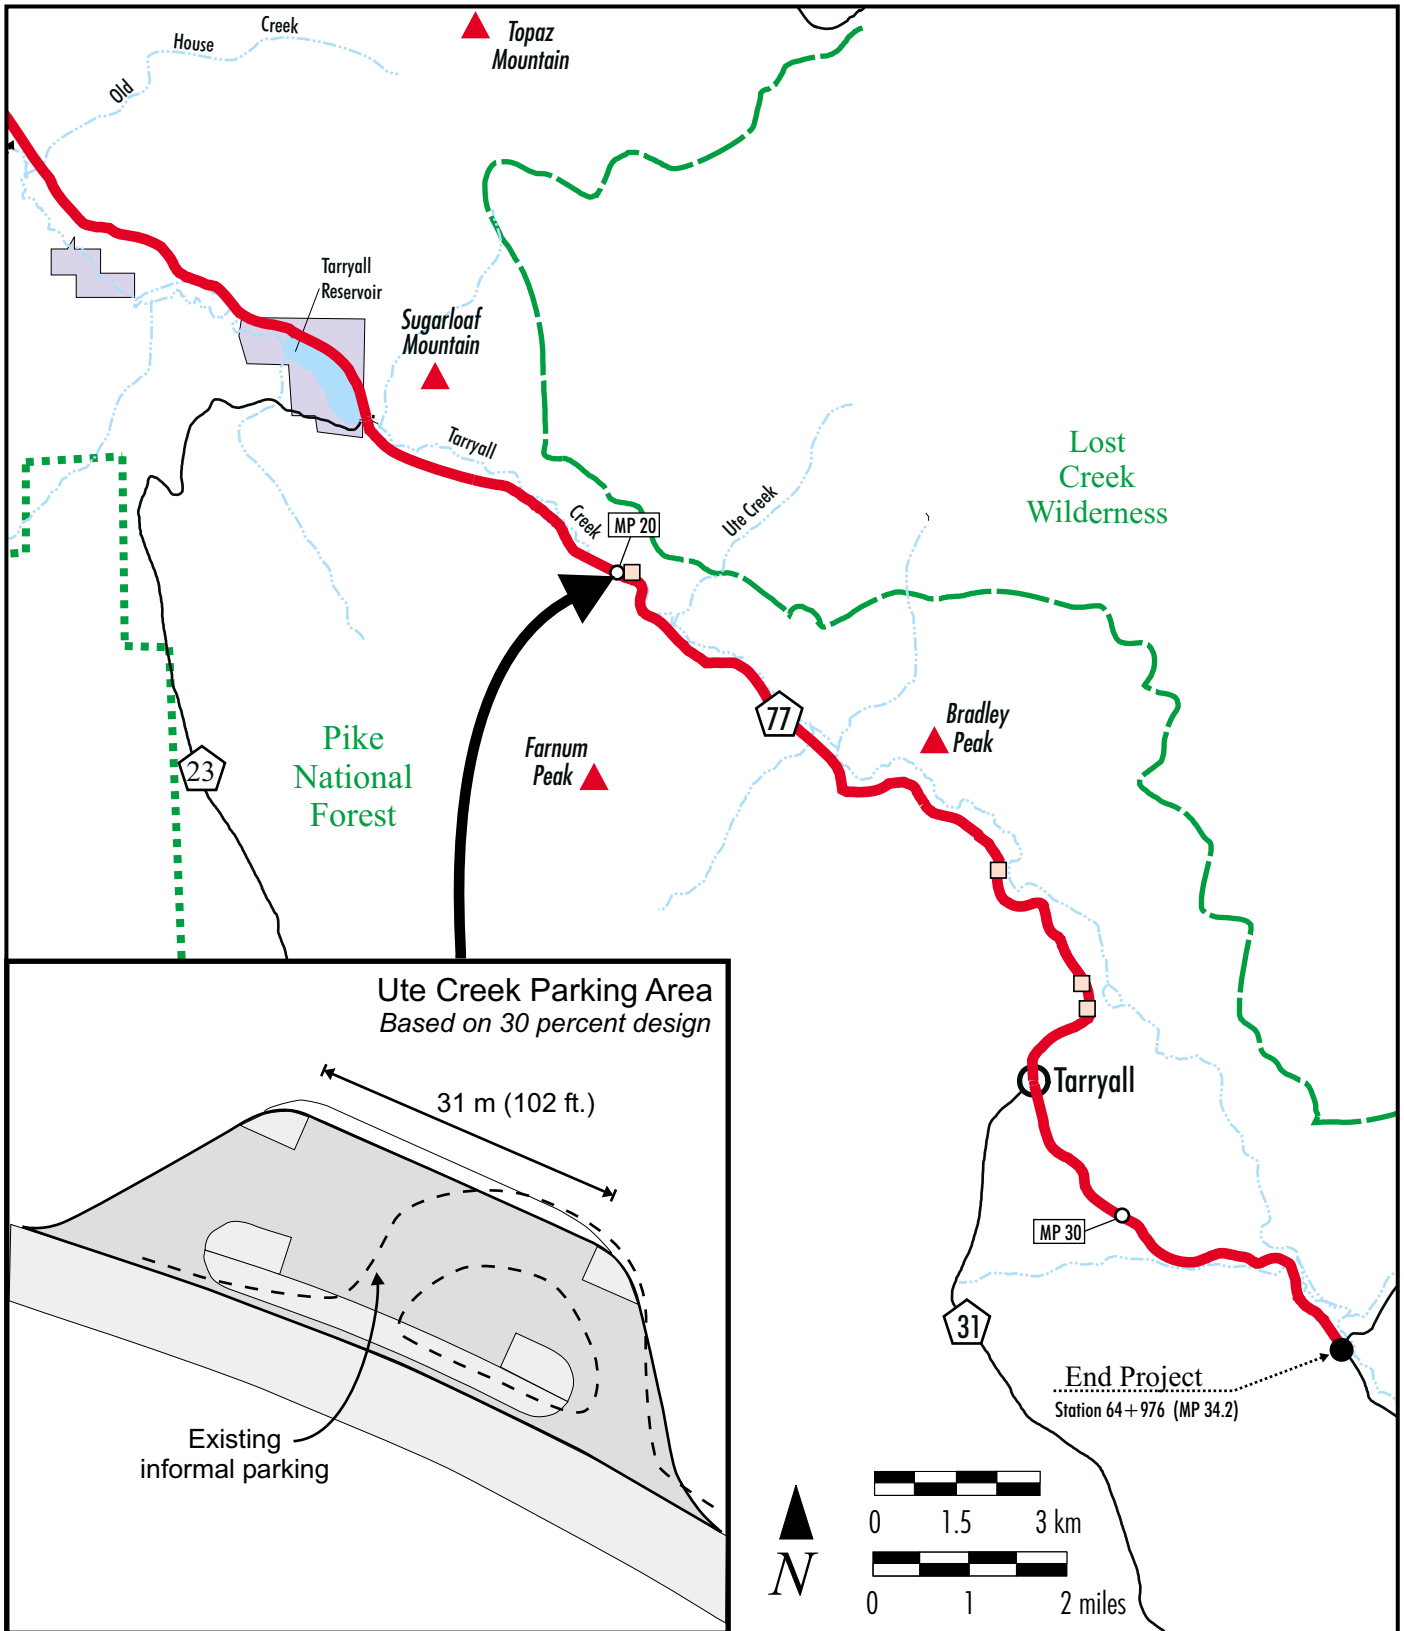 Topaz
Mountain
Old House Creek
Tarryall
Reservoir
Sugarloaf
Mountain
Tarryall Creek
MP 20
Ute Creek
Lost
Creek
Wilderness
77
Bradley
Peak
Farnum
Peak
Pike
National
Forest
23
Tarryall
MP 30
31
End Project
Station 64+976 (MP 34.2)
Ute Creek Parking Area
Based on 30 percent design
31 m (102 ft.)
Existing
informal parking
N
0 1.5 3 km
0 1 2 miles